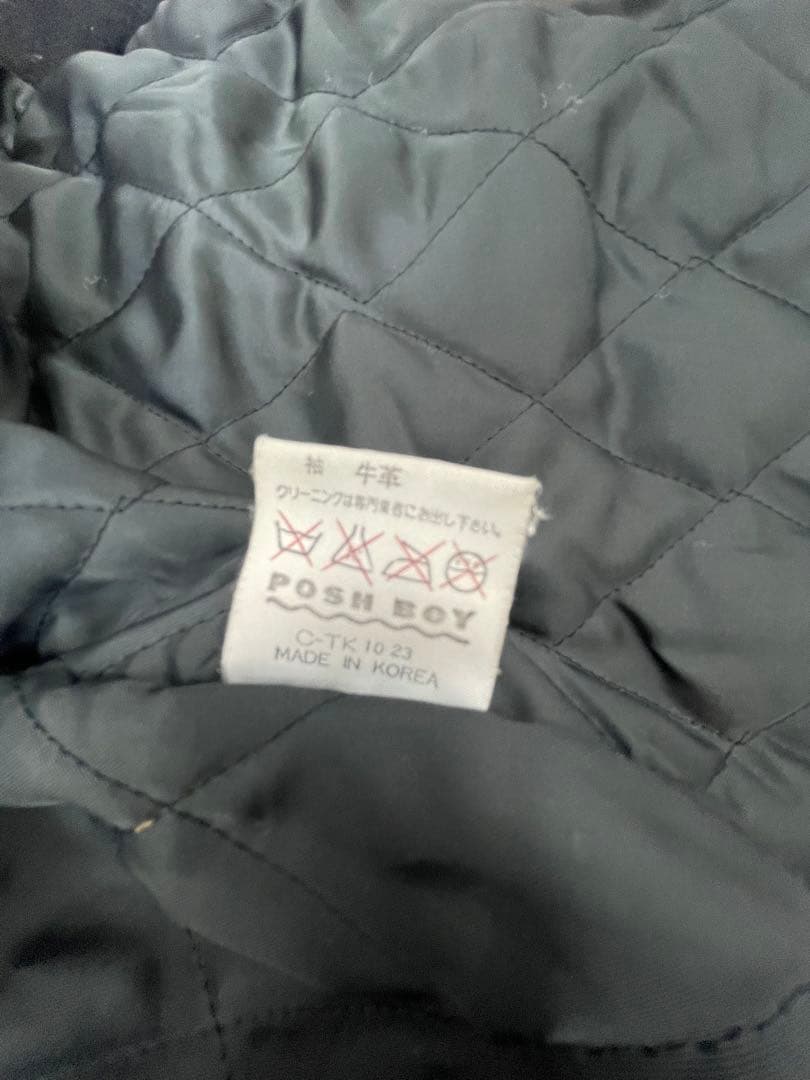 袖 牛革
クリーニングは専門業者にお出し下さい。
POSH BOY
C-TK 10 23
MADE IN KOREA